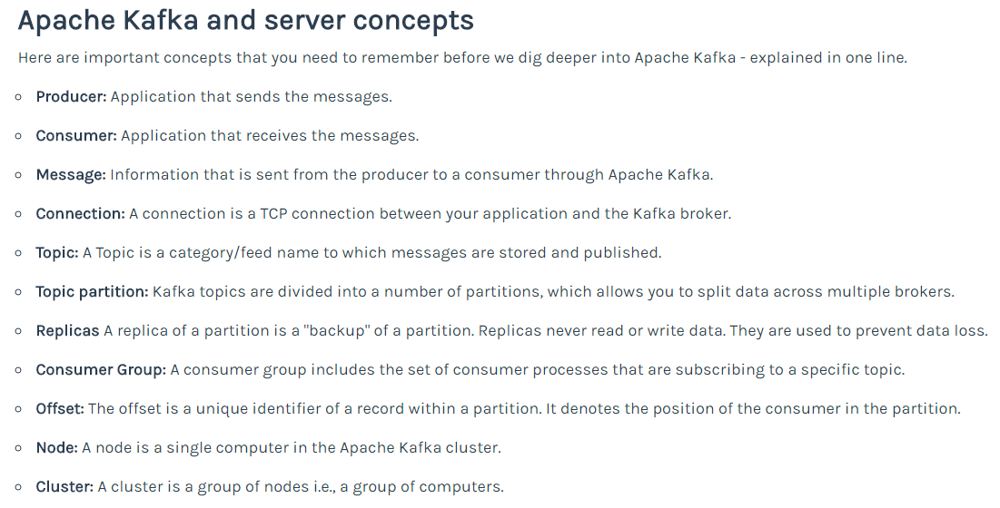 Apache Kafka and server concepts
Here are important concepts that you need to remember before we dig deeper into Apache Kafka - explained in one line.
Producer: Application that sends the messages.
Consumer: Application that receives the messages.
Message: Information that is sent from the producer to a consumer through Apache Kafka.
Connection: A connection is a TCP connection between your application and the Kafka broker.
Topic: A Topic is a category/feed name to which messages are stored and published.
Topic partition: Kafka topics are divided into a number of partitions, which allows you to split data across multiple brokers.
Replicas A replica of a partition is a "backup" of a partition. Replicas never read or write data. They are used to prevent data loss.
Consumer Group: A consumer group includes the set of consumer processes that are subscribing to a specific topic.
Offset: The offset is a unique identifier of a record within a partition. It denotes the position of the consumer in the partition.
Node: A node is a single computer in the Apache Kafka cluster.
Cluster: A cluster is a group of nodes i.e., a group of computers.